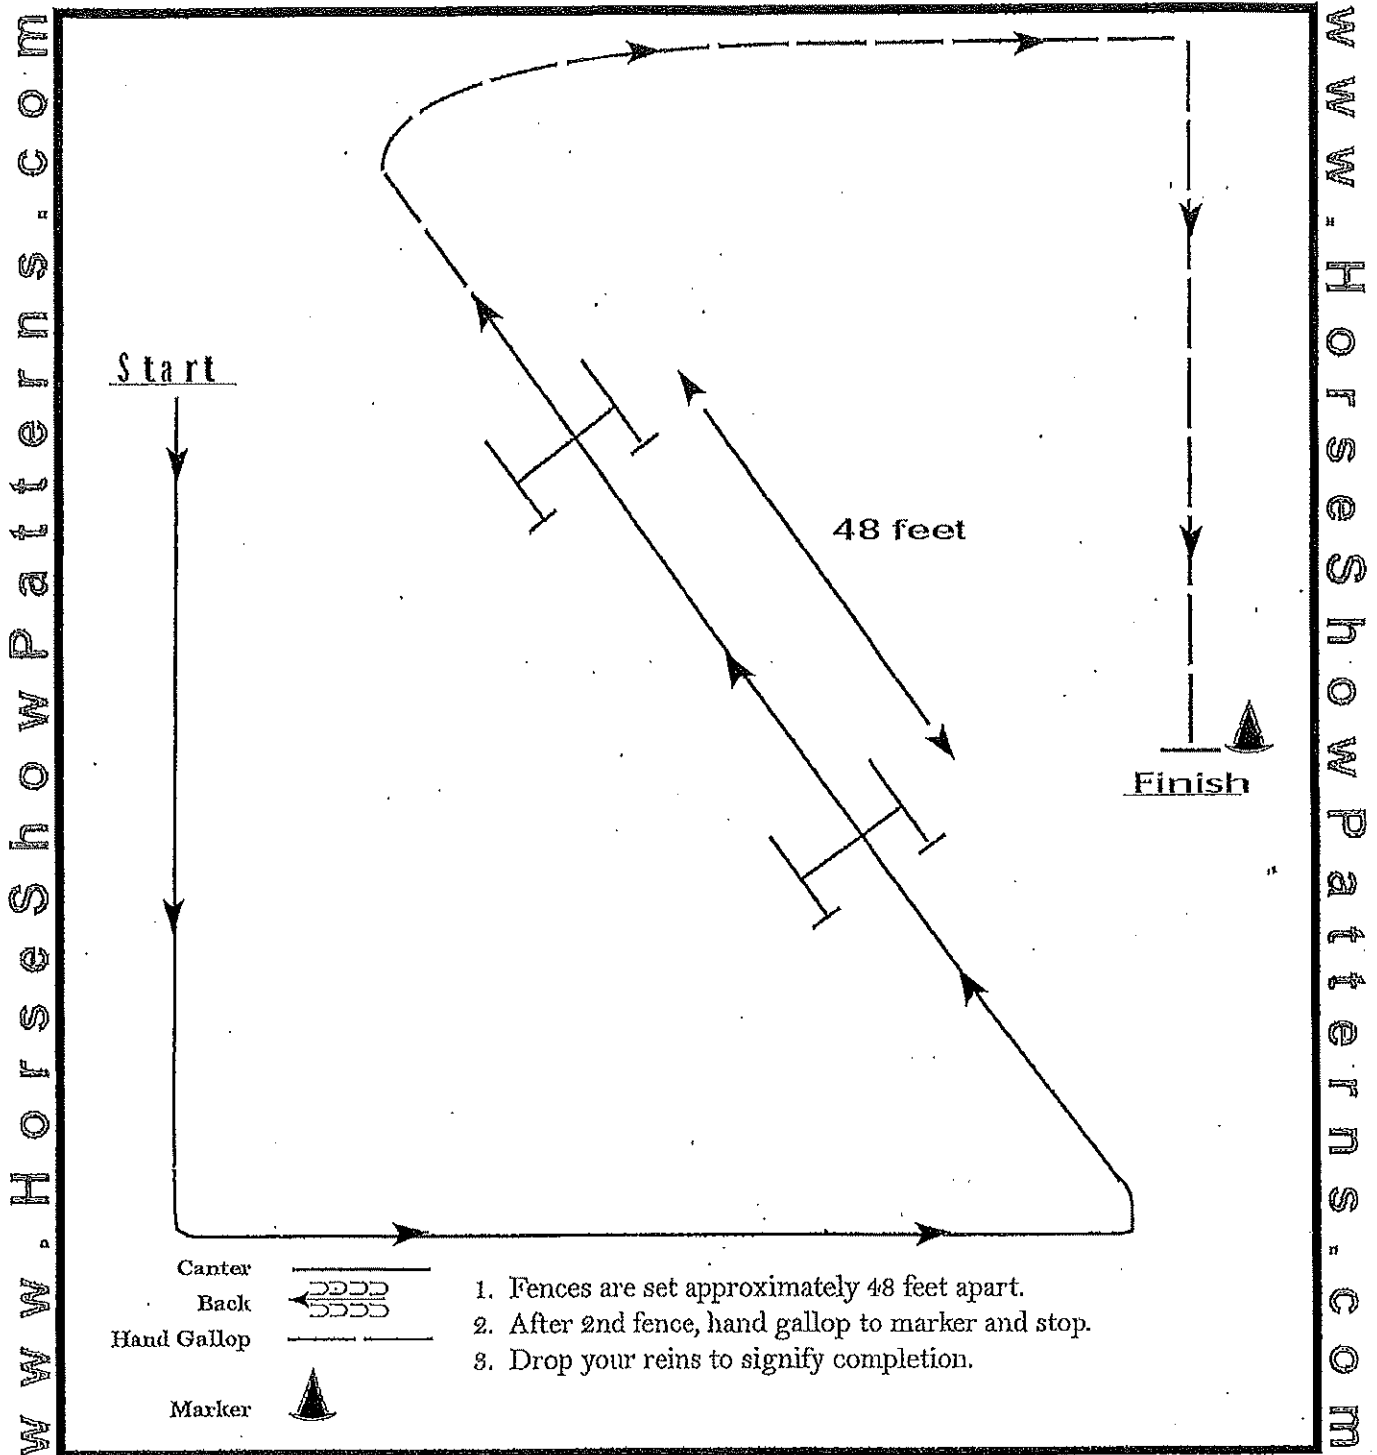 www.HorseShowPatterns.com
www.HorseShowPatterns.com
Start
48 feet
Finish
Canter
Back
Hand Gallop
Marker
1. Fences are set approximately 48 feet apart.
2. After 2nd fence, hand gallop to marker and stop.
3. Drop your reins to signify completion.